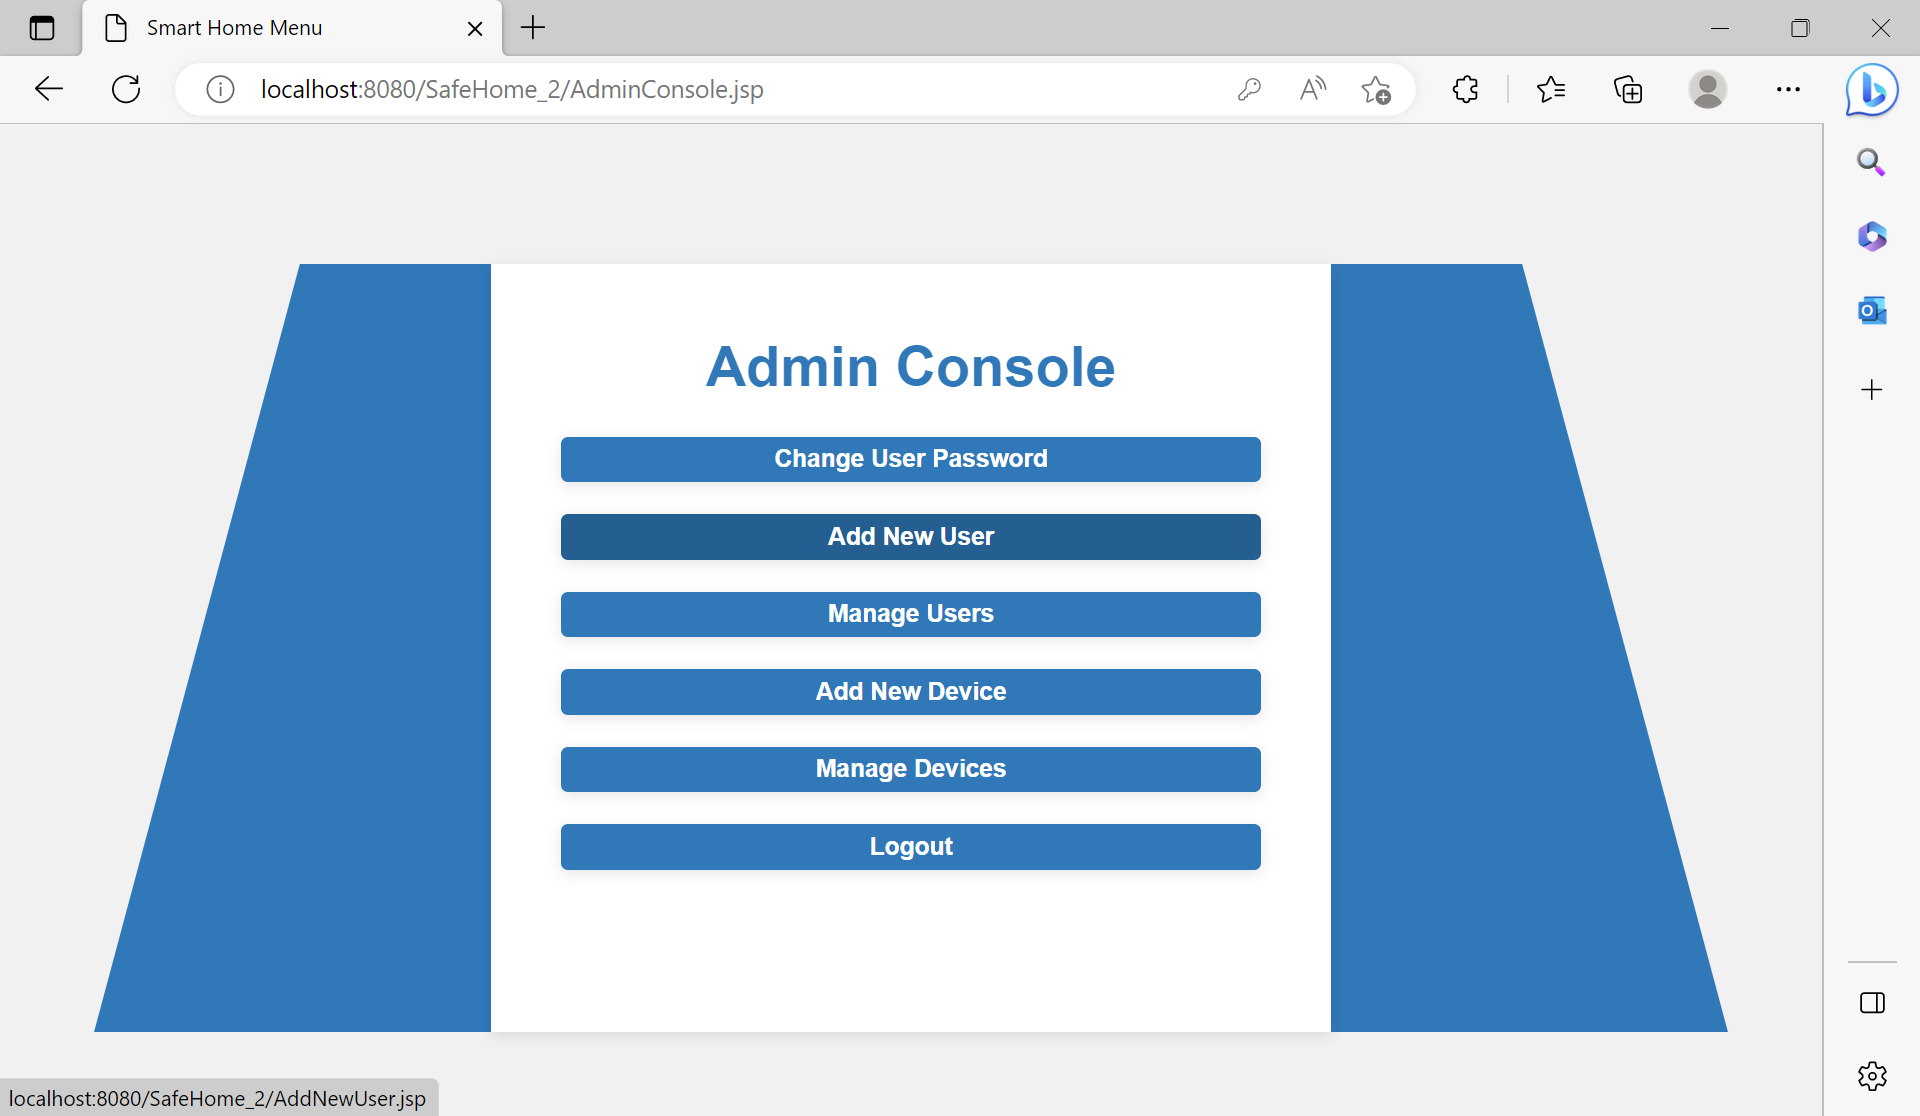 Smart Home Menu
localhost:8080/SafeHome_2/AdminConsole.jsp
Admin Console
Change User Password
Add New User
Manage Users
Add New Device
Manage Devices
Logout
localhost:8080/SafeHome_2/AddNewUser.jsp